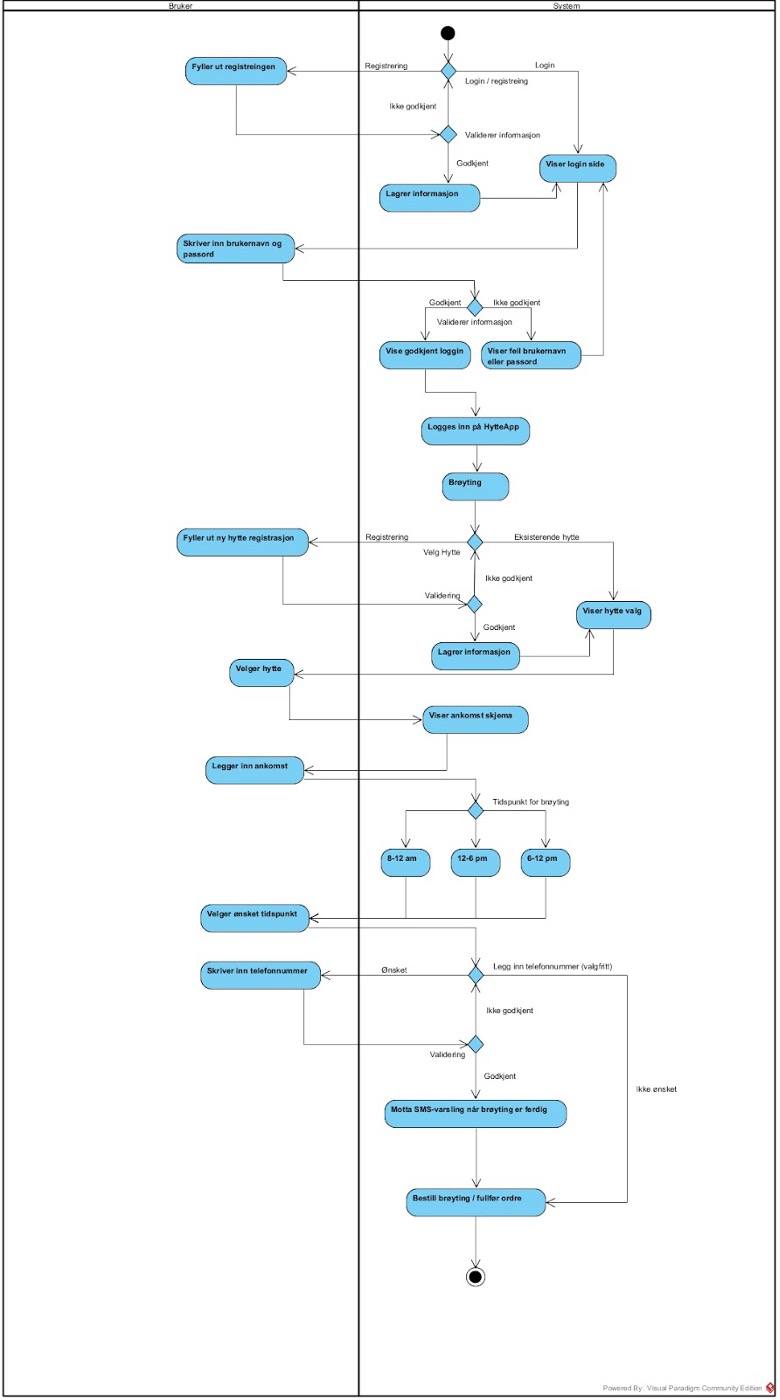 Bruker
System
Fyller ut registreingen
Registrering
Login
Login / registreing
Ikke godkjent
Validerer informasjon
Godkjent
Viser login side
Lagrer informasjon
Skriver inn brukernavn og
passord
Godkjent
Ikke godkjent
Validerer informasjon
Vise godkjent loggin
Viser feil brukernavn
eller passord
Logges inn på HytteApp
Brøyting
Fyller ut ny hytte registrasjon
Registrering
Eksisterende hytte
Velg Hytte
Ikke godkjent
Validering
Viser hytte valg
Godkjent
Lagrer informasjon
Velger hytte
Viser ankomst skjema
Legger inn ankomst
Tidspunkt for brøyting
8-12 am
12-6 pm
6-12 pm
Velger ønsket tidspunkt
Skriver inn telefonnummer
Ønsket
Legg inn telefonnummer (valgfritt)
Ikke godkjent
Validering
Godkjent
Ikke ønsket
Motta SMS-varsling når brøyting er ferdig
Bestill brøyting / fullfør ordre
Powered By: Visual Paradigm Community Edition